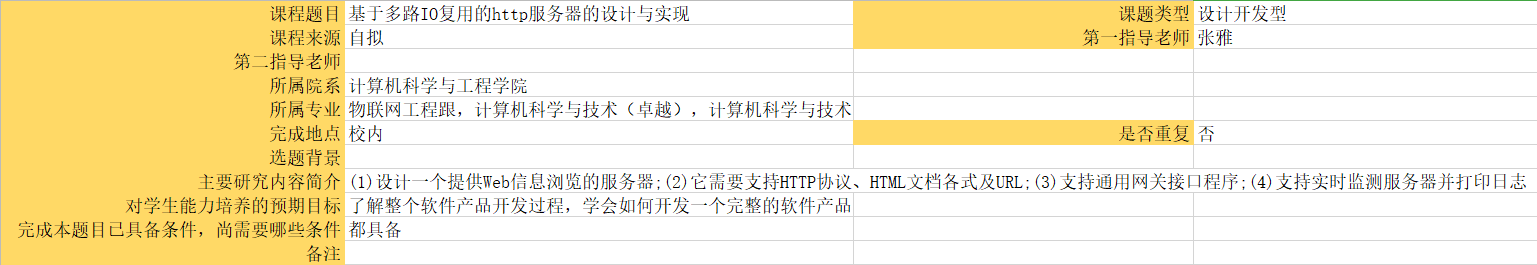 课程题目 基于多路IO复用的http服务器的设计与实现 课题类型 设计开发型
课程来源 自拟 第一指导老师 张雅
第二指导老师
所属院系 计算机科学与工程学院
所属专业 物联网工程跟，计算机科学与技术（卓越），计算机科学与技术
完成地点 校内 是否重复 否
选题背景
主要研究内容简介 (1)设计一个提供Web信息浏览的服务器;(2)它需要支持HTTP协议、HTML文档各式及URL;(3)支持通用网关接口程序;(4)支持实时监测服务器并打印日志
对学生能力培养的预期目标 了解整个软件产品开发过程，学会如何开发一个完整的软件产品
完成本题目已具备条件，尚需要哪些条件 都具备
备注